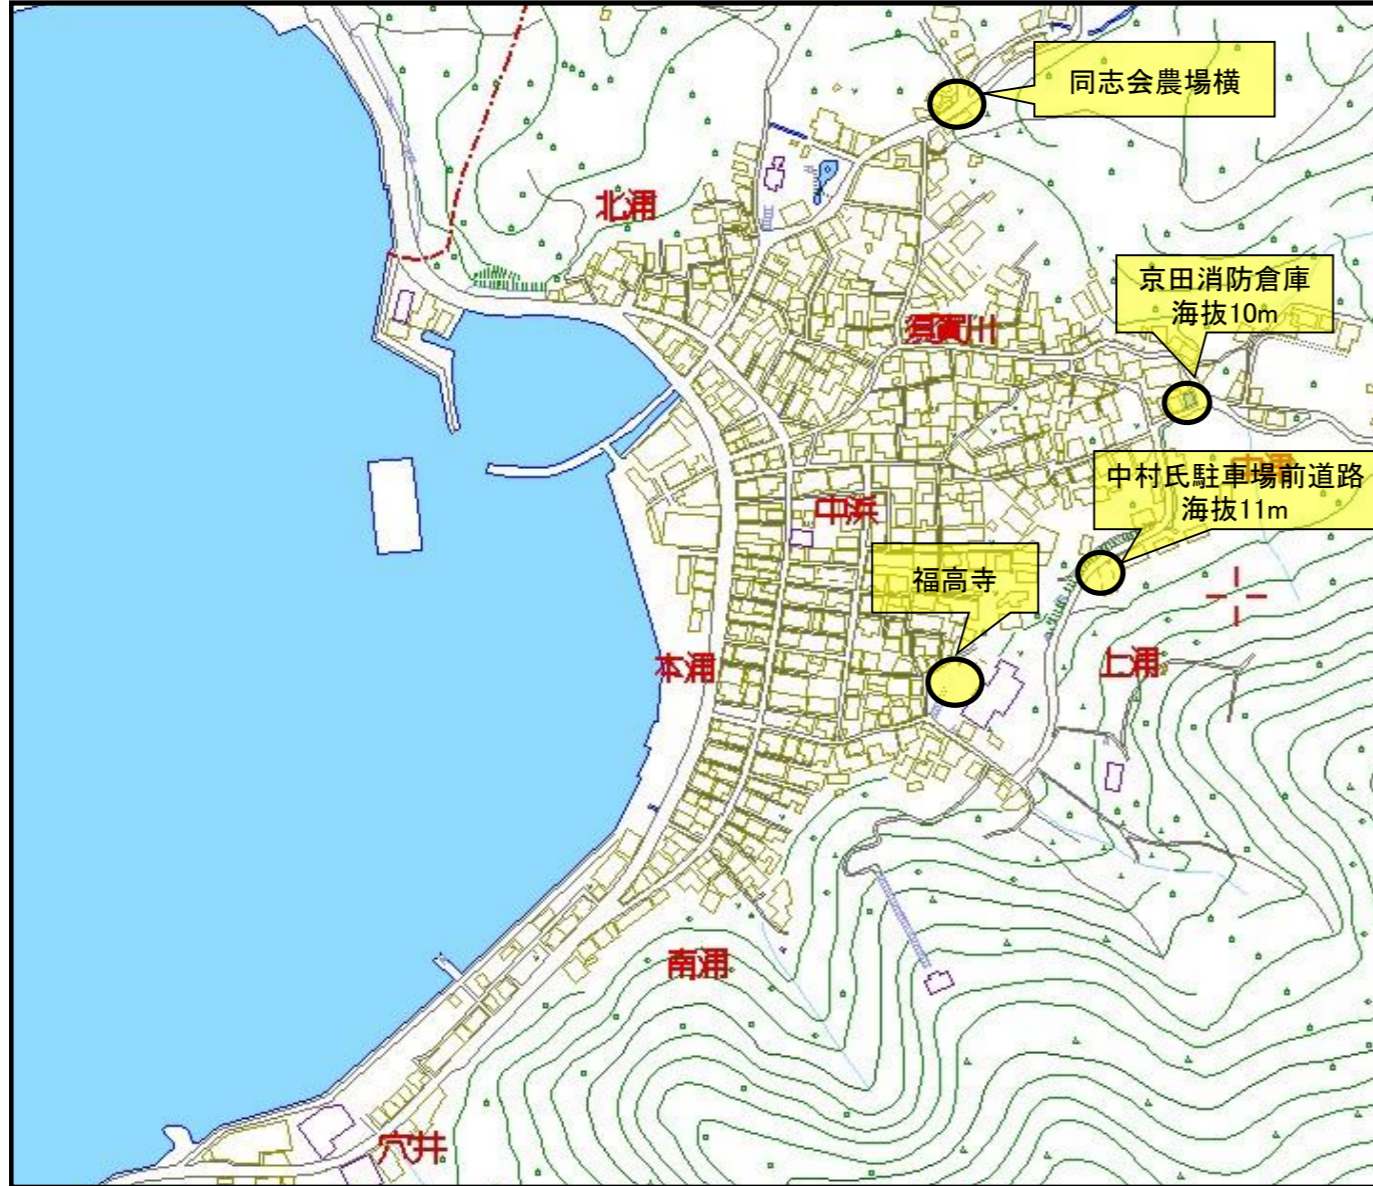 同志会農場横
北浦
京田消防倉庫
海抜10m
須賀川
中村氏駐車場前道路
海抜11m
中浜
福高寺
本浦
上浦
南浦
穴井